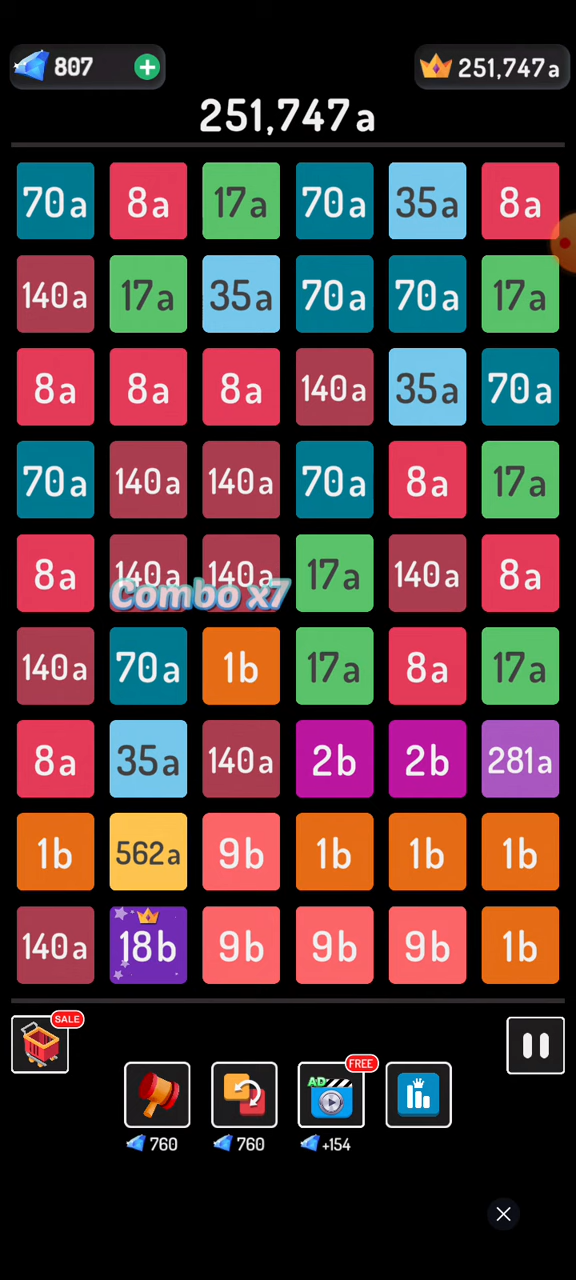 807
251,747a
251,747a
70a 8a 17a 70a 35a 8a
140a 17a 35a 70a 70a 17a
8a 8a 8a 140a 35a 70a
70a 140a 140a 70a 8a 17a
8a 140a 140a 17a 140a 8a
Combo x7
140a 70a 1b 17a 8a 17a
8a 35a 140a 2b 2b 281a
1b 562a 9b 1b 1b 1b
140a 18b 9b 9b 9b 1b
SALE
FREE
AD
760 760 +154